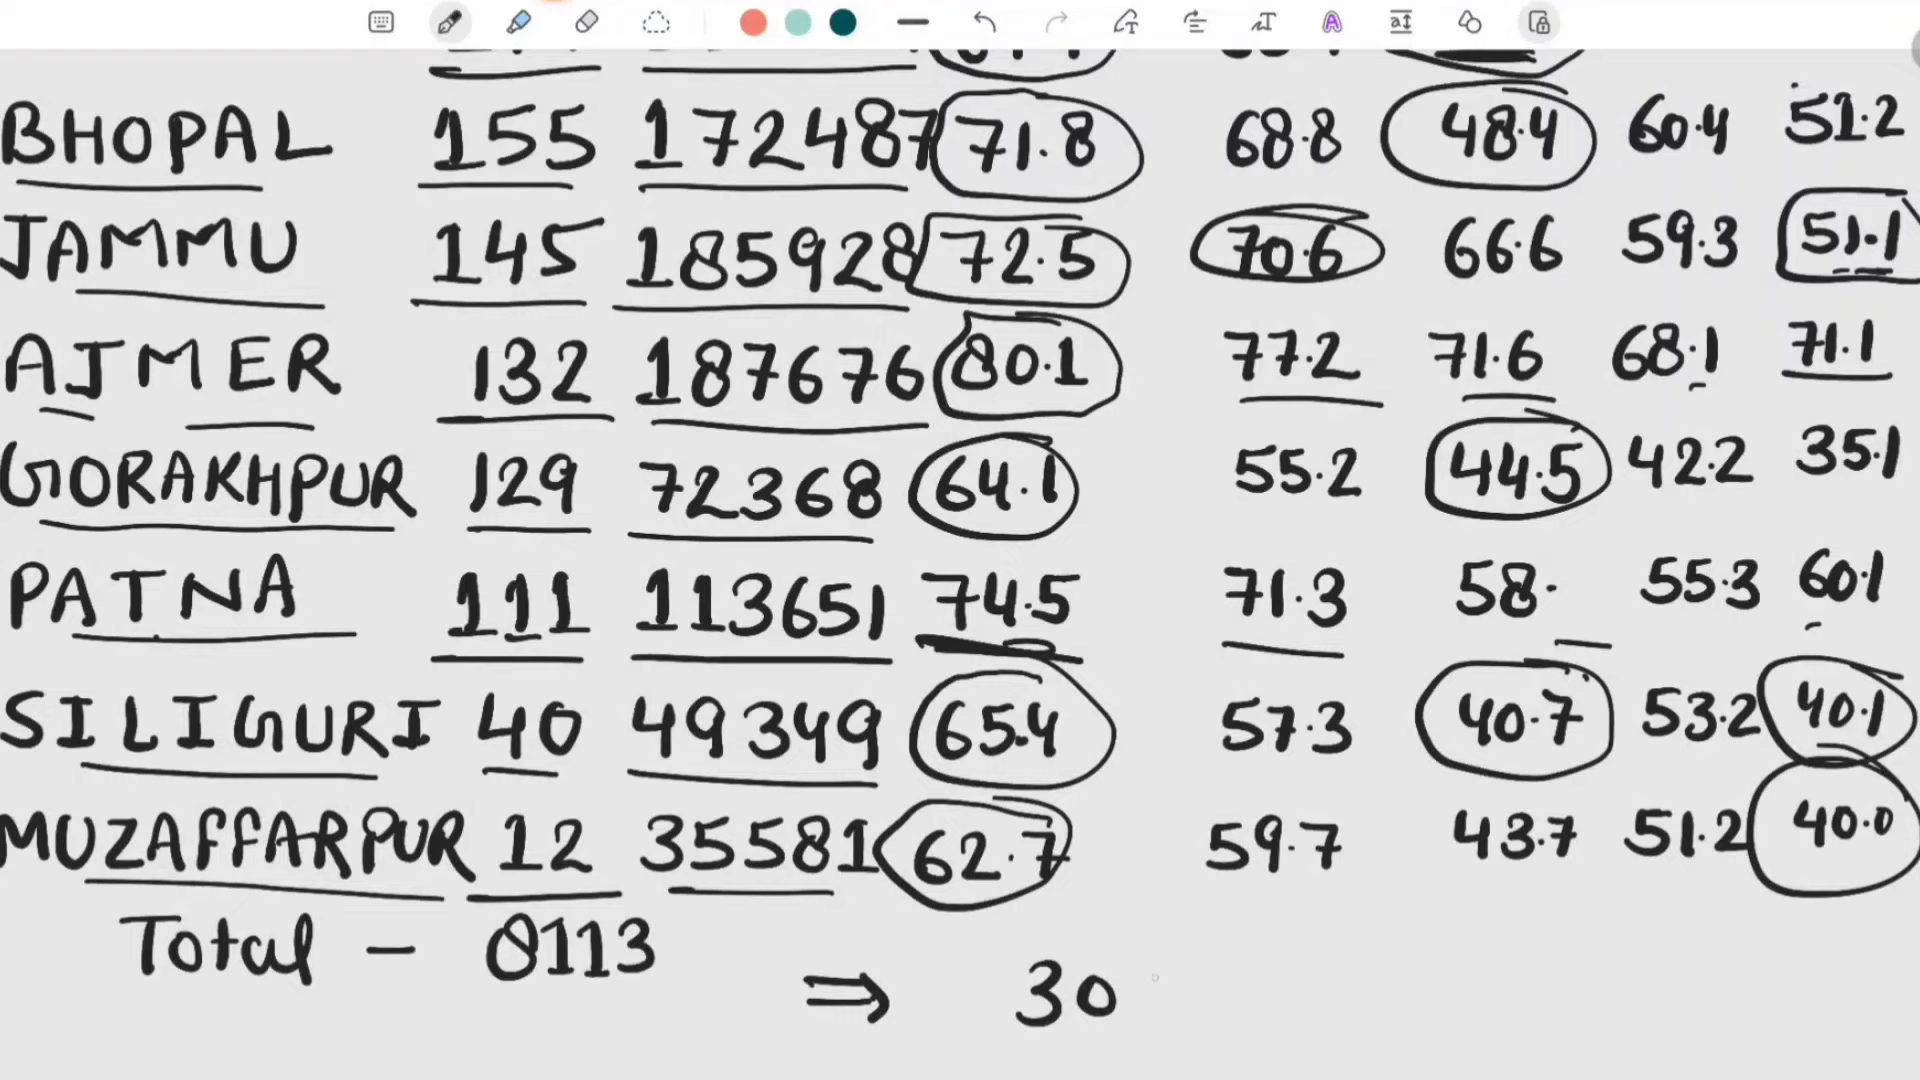 BHOPAL 155 172487 71.8 68.8 48.4 60.4 51.2
JAMMU 145 185928 72.5 70.6 66.6 59.3 51.1
AJMER 132 187676 80.1 77.2 71.6 68.1 71.1
GORAKHPUR 129 72368 64.1 55.2 44.5 42.2 35.1
PATNA 111 113651 74.5 71.3 58. 55.3 60.1
SILIGURI 40 49349 65.4 57.3 40.7 53.2 40.1
MUZAFFARPUR 12 35581 62.7 59.7 43.7 51.2 40.0
Total - 8113
⇒ 30